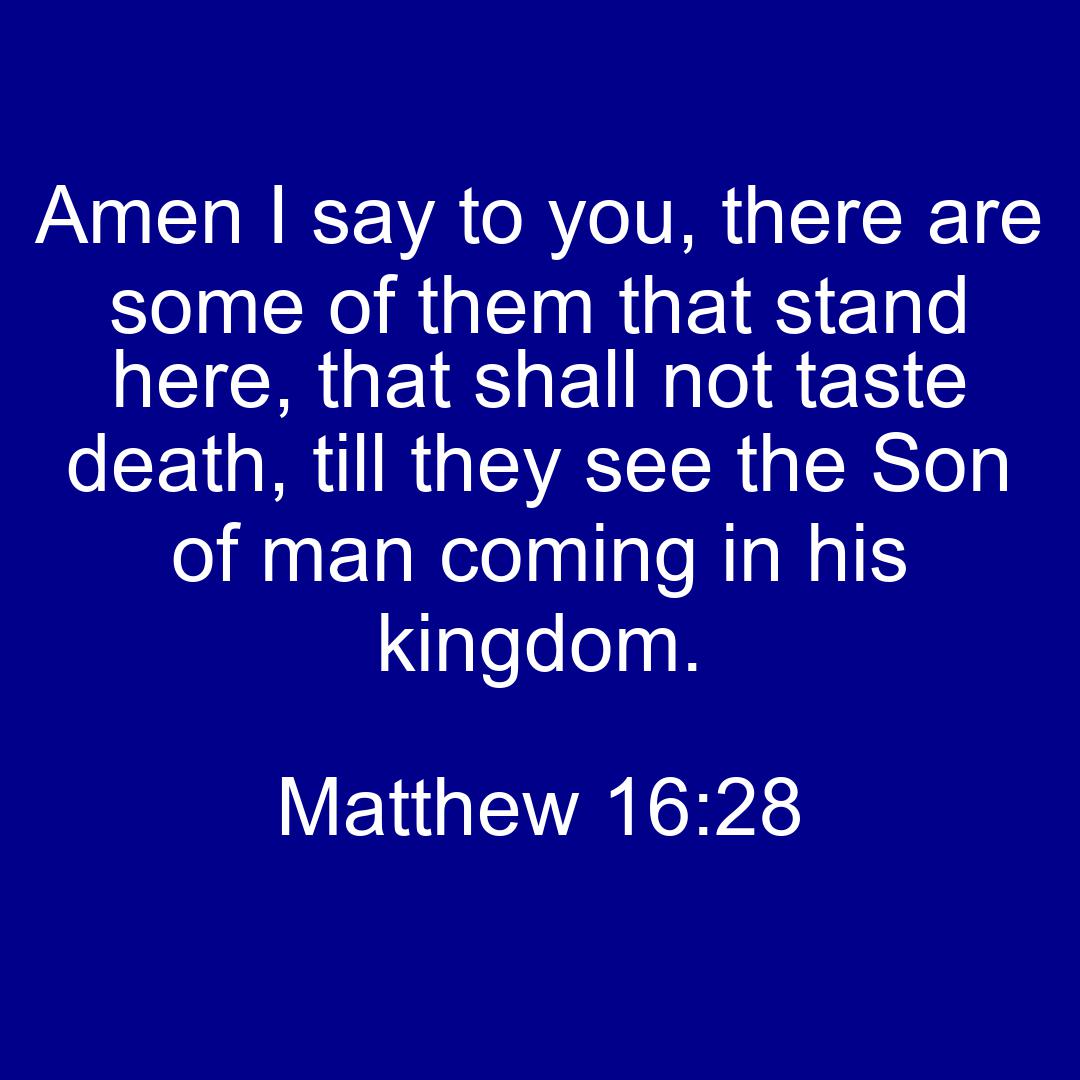 Amen I say to you, there are
some of them that stand
here, that shall not taste
death, till they see the Son
of man coming in his
kingdom.
Matthew 16:28